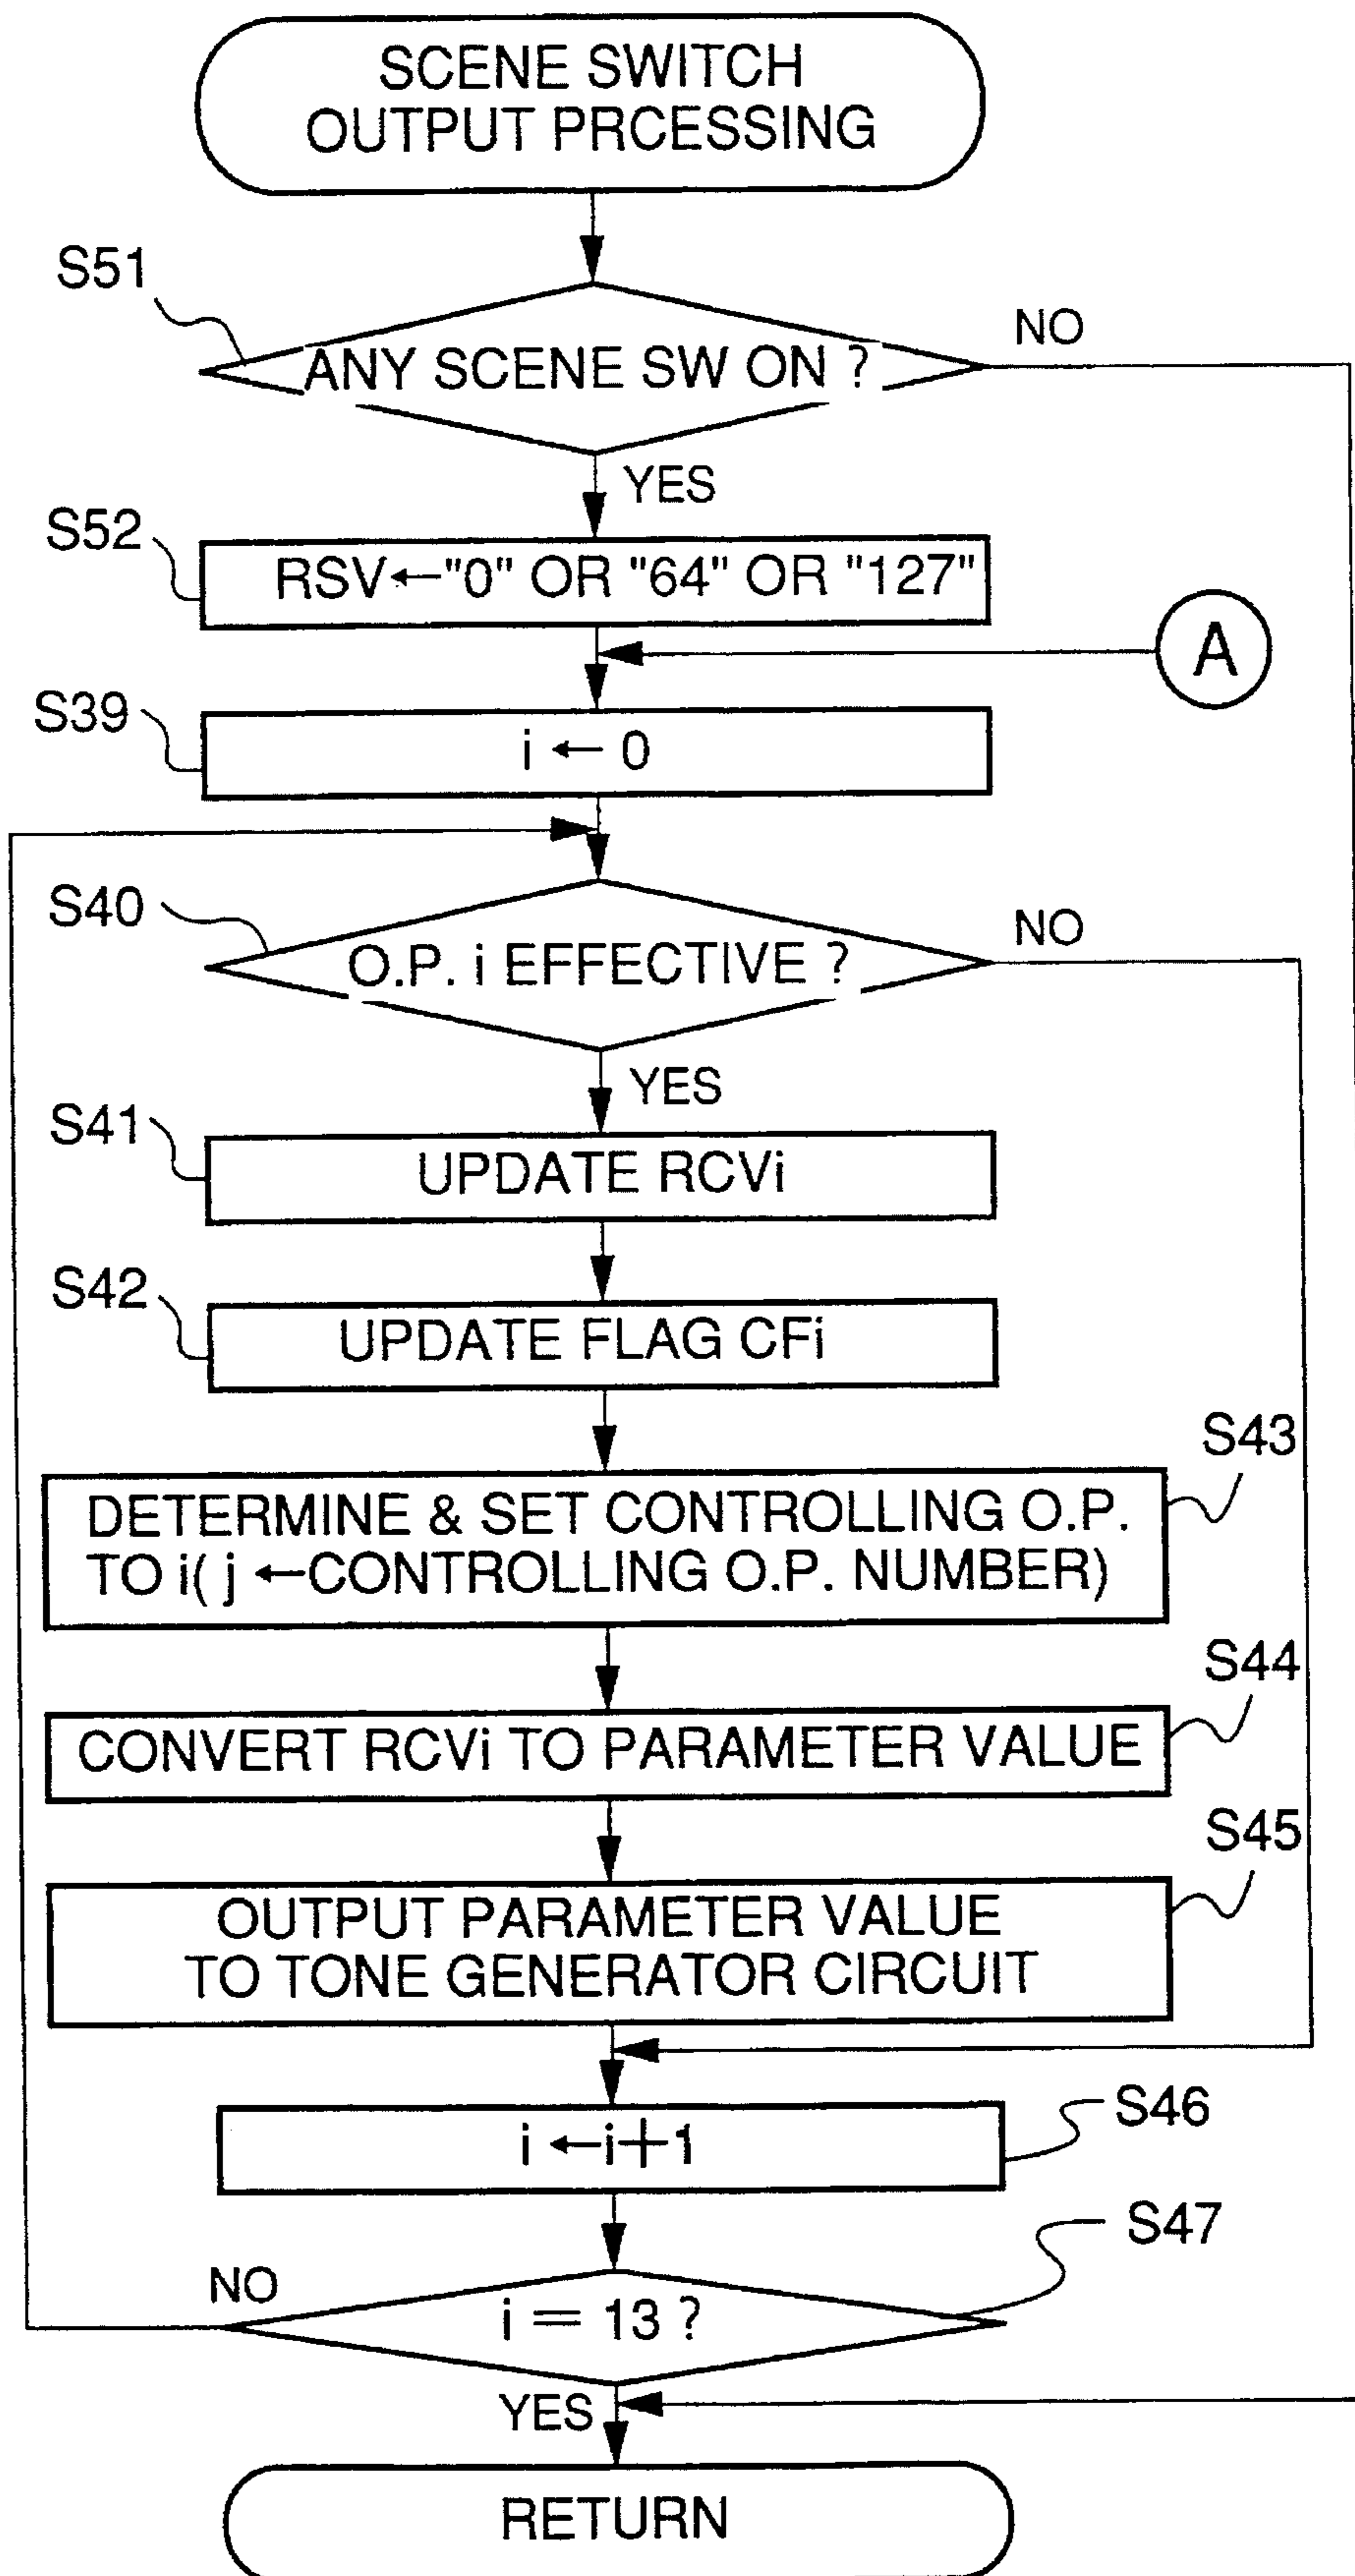 SCENE SWITCH
OUTPUT PRCESSING
S51
ANY SCENE SW ON ?
NO
YES
S52
RSV←"0" OR "64" OR "127"
A
S39
i ← 0
S40
O.P. i EFFECTIVE ?
NO
YES
S41
UPDATE RCVi
S42
UPDATE FLAG CFi
S43
DETERMINE & SET CONTROLLING O.P.
TO i( j ←CONTROLLING O.P. NUMBER)
S44
CONVERT RCVi TO PARAMETER VALUE
S45
OUTPUT PARAMETER VALUE
TO TONE GENERATOR CIRCUIT
S46
i ←i+1
S47
NO
i = 13 ?
YES
RETURN